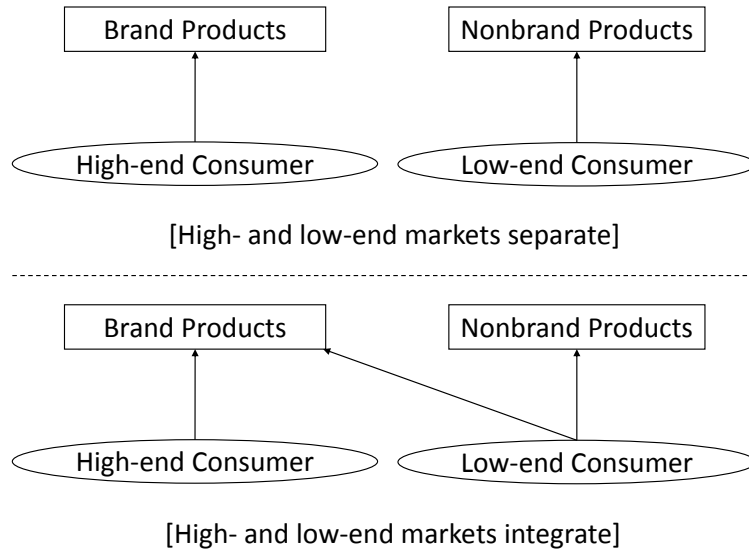 Brand Products
Nonbrand Products
High-end Consumer
Low-end Consumer
[High- and low-end markets separate]
Brand Products
Nonbrand Products
High-end Consumer
Low-end Consumer
[High- and low-end markets integrate]